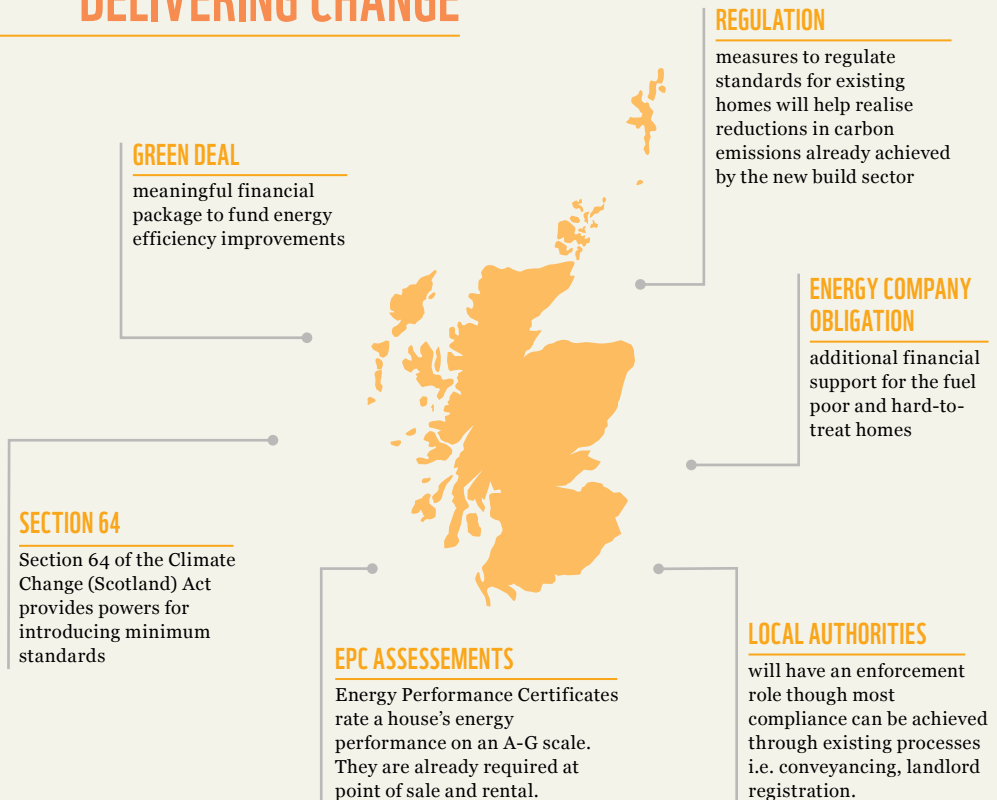 DELIVERING CHANGE
REGULATION
measures to regulate
standards for existing
homes will help realise
reductions in carbon
emissions already achieved
by the new build sector
GREEN DEAL
meaningful financial
package to fund energy
efficiency improvements
ENERGY COMPANY
OBLIGATION
additional financial
support for the fuel
poor and hard-to-
treat homes
SECTION 64
Section 64 of the Climate
Change (Scotland) Act
provides powers for
introducing minimum
standards
EPC ASSESSEMENTS
Energy Performance Certificates
rate a house's energy
performance on an A-G scale.
They are already required at
point of sale and rental.
LOCAL AUTHORITIES
will have an enforcement
role though most
compliance can be achieved
through existing processes
i.e. conveyancing, landlord
registration.